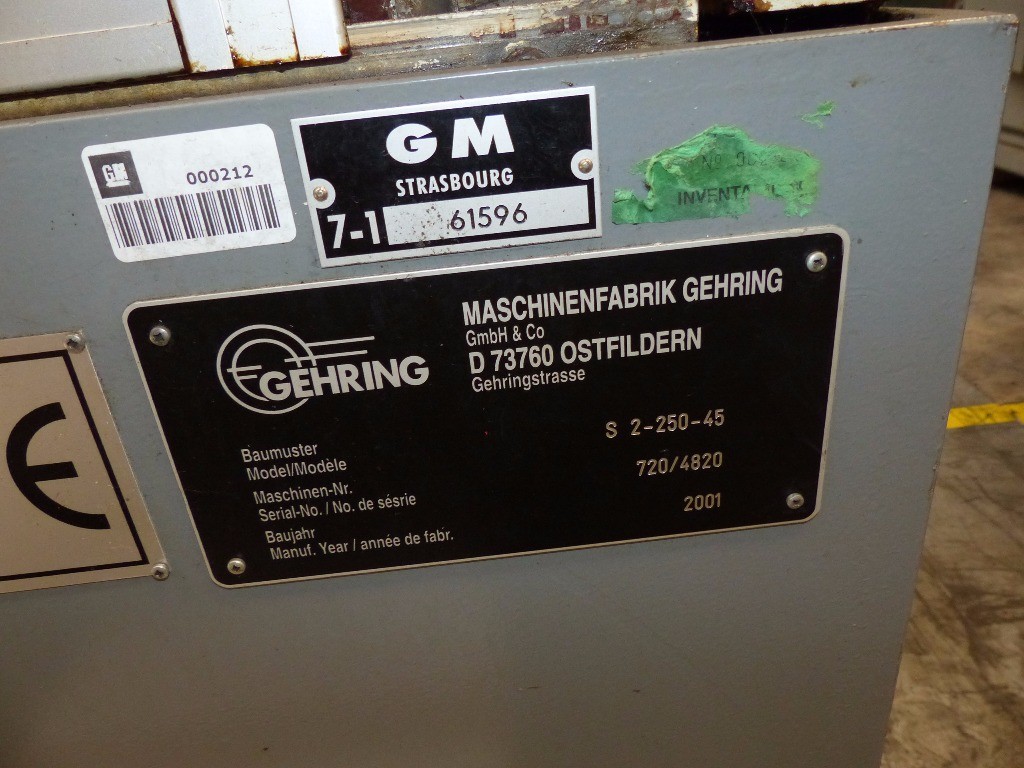 GM
000212
GM
STRASBOURG
7-1 61596
No
INVENTA
GEHRING
MASCHINENFABRIK GEHRING
GmbH & Co
D 73760 OSTFILDERN
Gehringstrasse
Baumuster
Model/Modèle
S 2-250-45
Maschinen-Nr.
Serial-No. / No. de sésrie
720/4820
Baujahr
Manuf. Year / année de fabr.
2001
CE